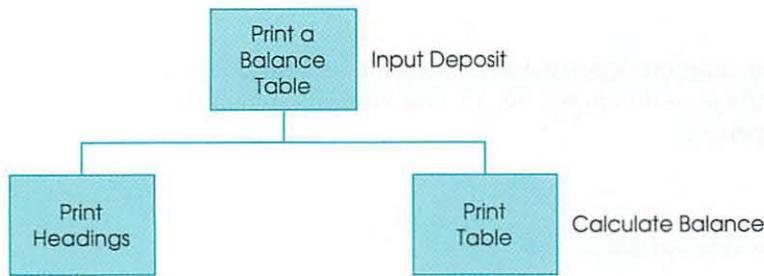 Print a
Balance
Table
Input Deposit
Print
Headings
Print
Table
Calculate Balance